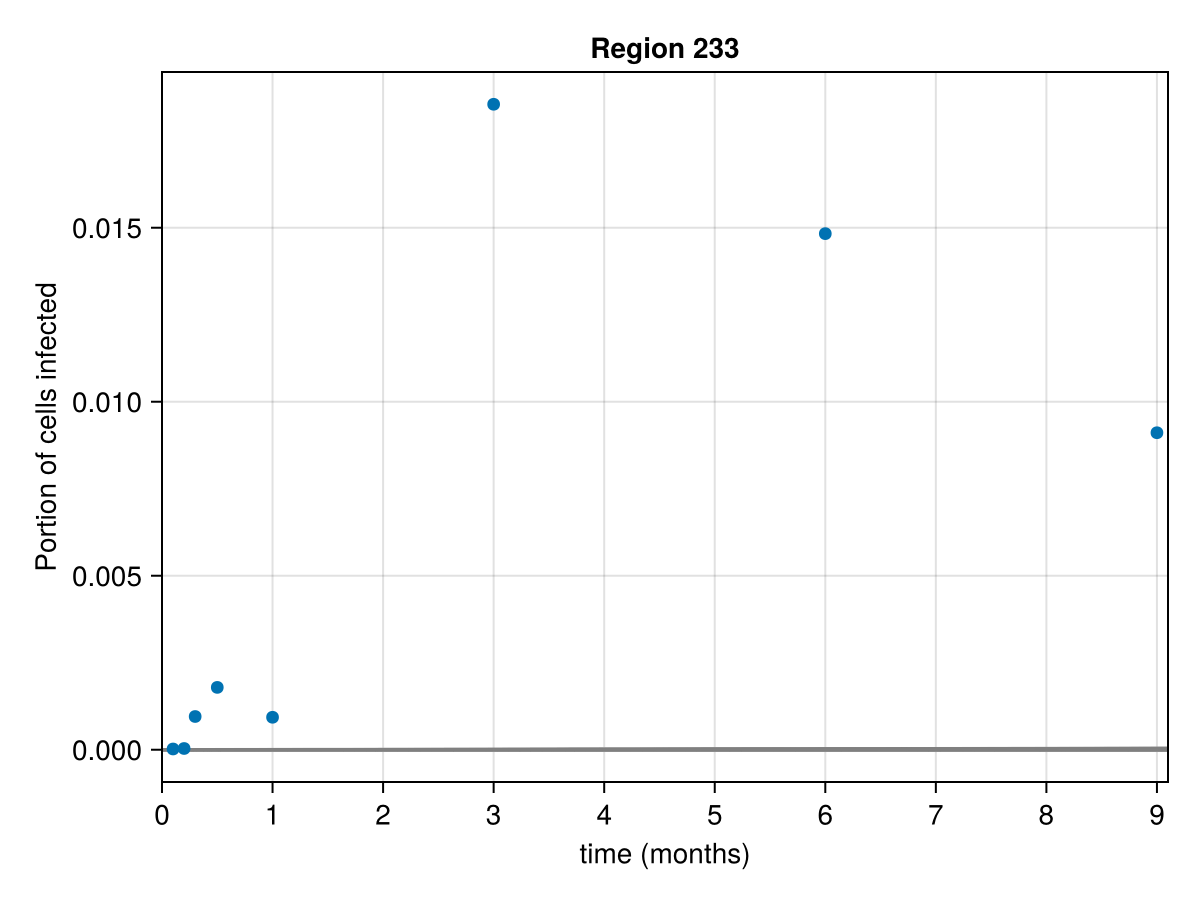 Region 233
Portion of cells infected
0.015
0.010
0.005
0.000
0 1 2 3 4 5 6 7 8 9
time (months)